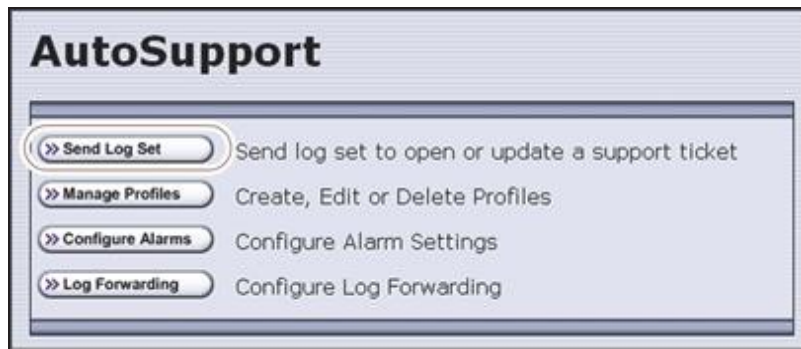 AutoSupport
» Send Log Set Send log set to open or update a support ticket
» Manage Profiles Create, Edit or Delete Profiles
» Configure Alarms Configure Alarm Settings
» Log Forwarding Configure Log Forwarding